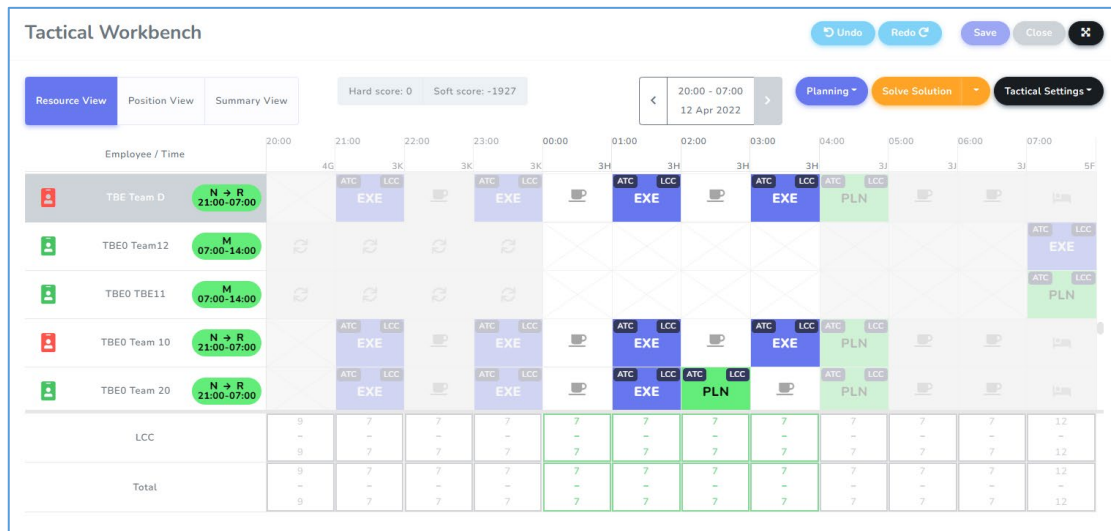 Tactical Workbench
Undo
Redo
Save
Close
Resource View
Position View
Summary View
Hard score: 0 Soft score: -1927
20:00 - 07:00
12 Apr 2022
Planning
Solve Solution
Tactical Settings
Employee / Time
20:00 21:00 22:00 23:00 00:00 01:00 02:00 03:00 04:00 05:00 06:00 07:00
4G 3K 3K 3K 3H 3H 3H 3H 3J 3J 3J 5F
TBE Team D
N → R
21:00-07:00
ATC LCC ATC LCC ATC LCC ATC LCC ATC LCC
EXE EXE EXE EXE PLN
TBE0 Team12
M
07:00-14:00
ATC LCC
EXE
TBE0 TBE11
M
07:00-14:00
ATC LCC
PLN
TBE0 Team 10
N → R
21:00-07:00
ATC LCC ATC LCC ATC LCC ATC LCC ATC LCC
EXE EXE EXE EXE PLN
TBE0 Team 20
N → R
21:00-07:00
ATC LCC ATC LCC ATC LCC ATC LCC ATC LCC
EXE EXE EXE PLN PLN
9 7 7 7 7 7 7 7 7 7 7 12
LCC
- - - - - - - - - - - -
9 7 7 7 7 7 7 7 7 7 7 12
9 7 7 7 7 7 7 7 7 7 7 12
Total
- - - - - - - - - - - -
9 7 7 7 7 7 7 7 7 7 7 12